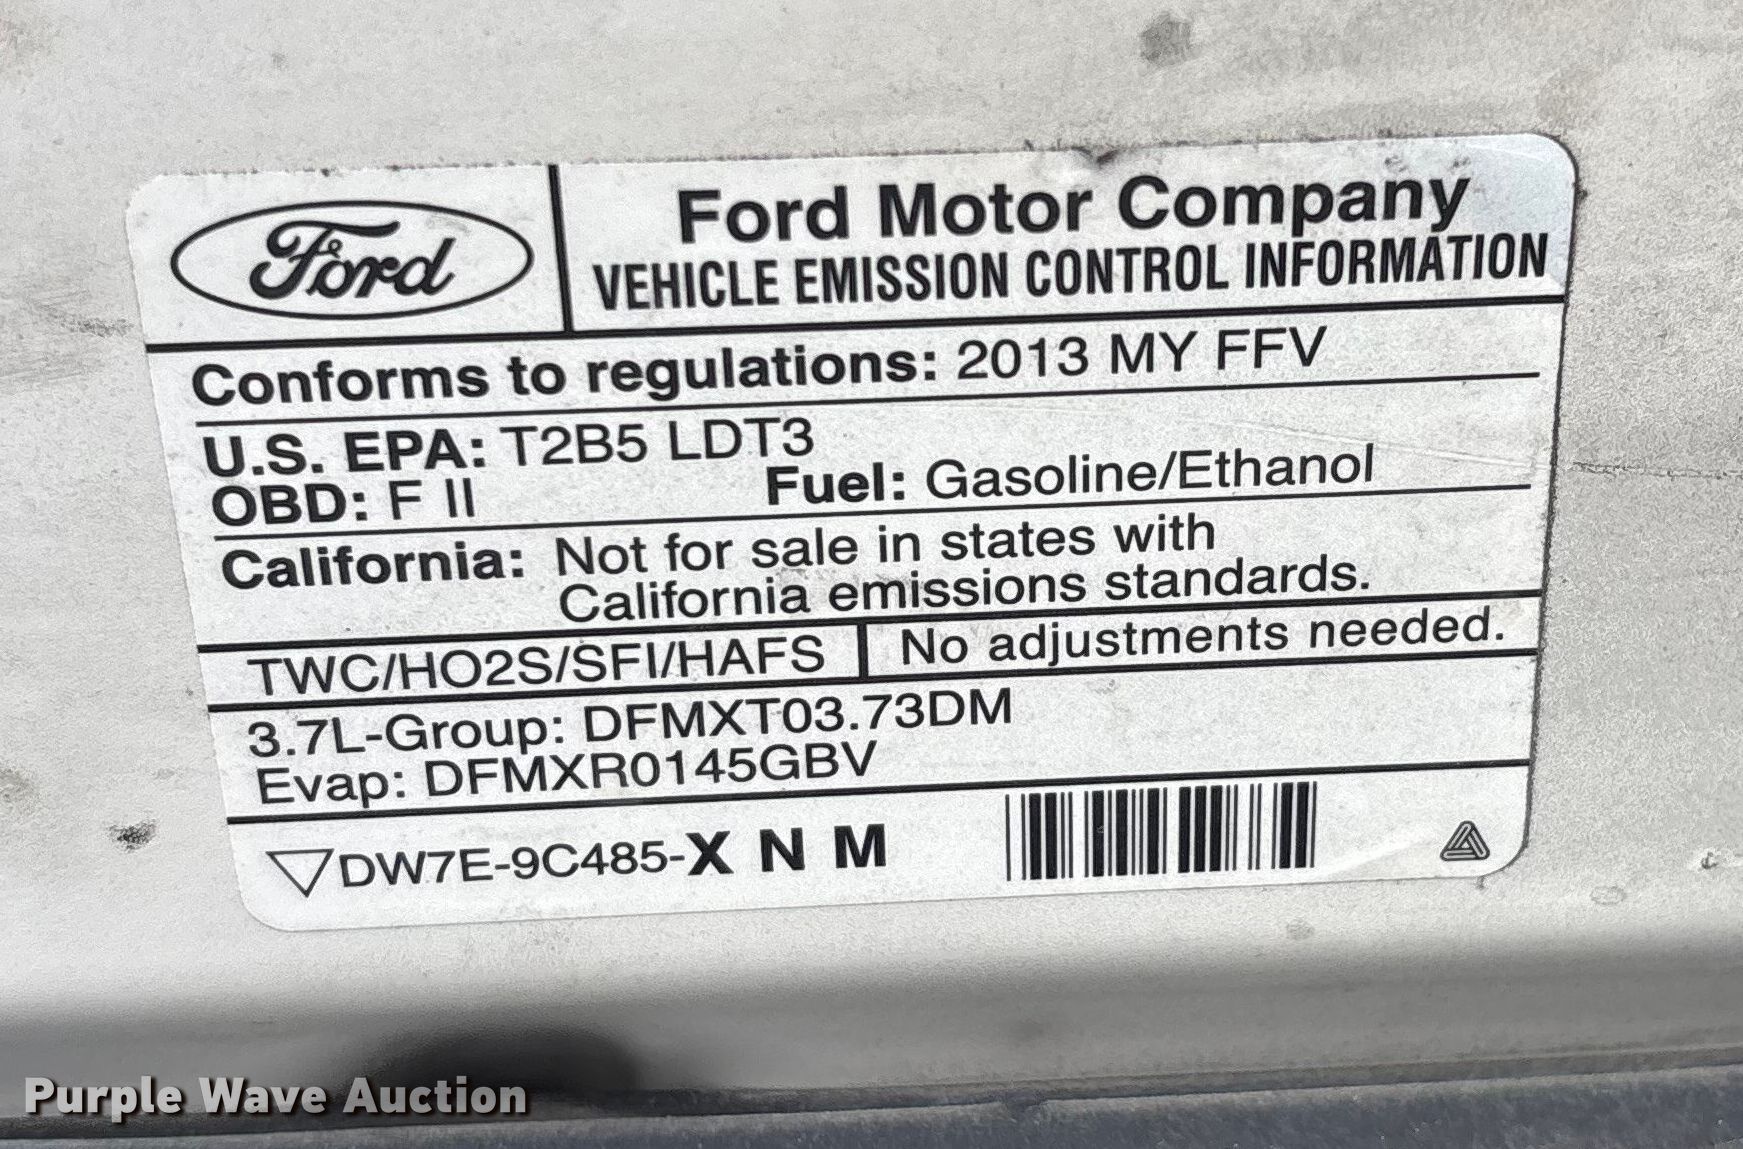 Ford
Ford Motor Company
VEHICLE EMISSION CONTROL INFORMATION
Conforms to regulations: 2013 MY FFV
U.S. EPA: T2B5 LDT3
OBD: F II
Fuel: Gasoline/Ethanol
California: Not for sale in states with
California emissions standards.
TWC/HO2S/SFI/HAFS
No adjustments needed.
3.7L-Group: DFMXT03.73DM
Evap: DFMXR0145GBV
DW7E-9C485-X N M
Purple Wave Auction